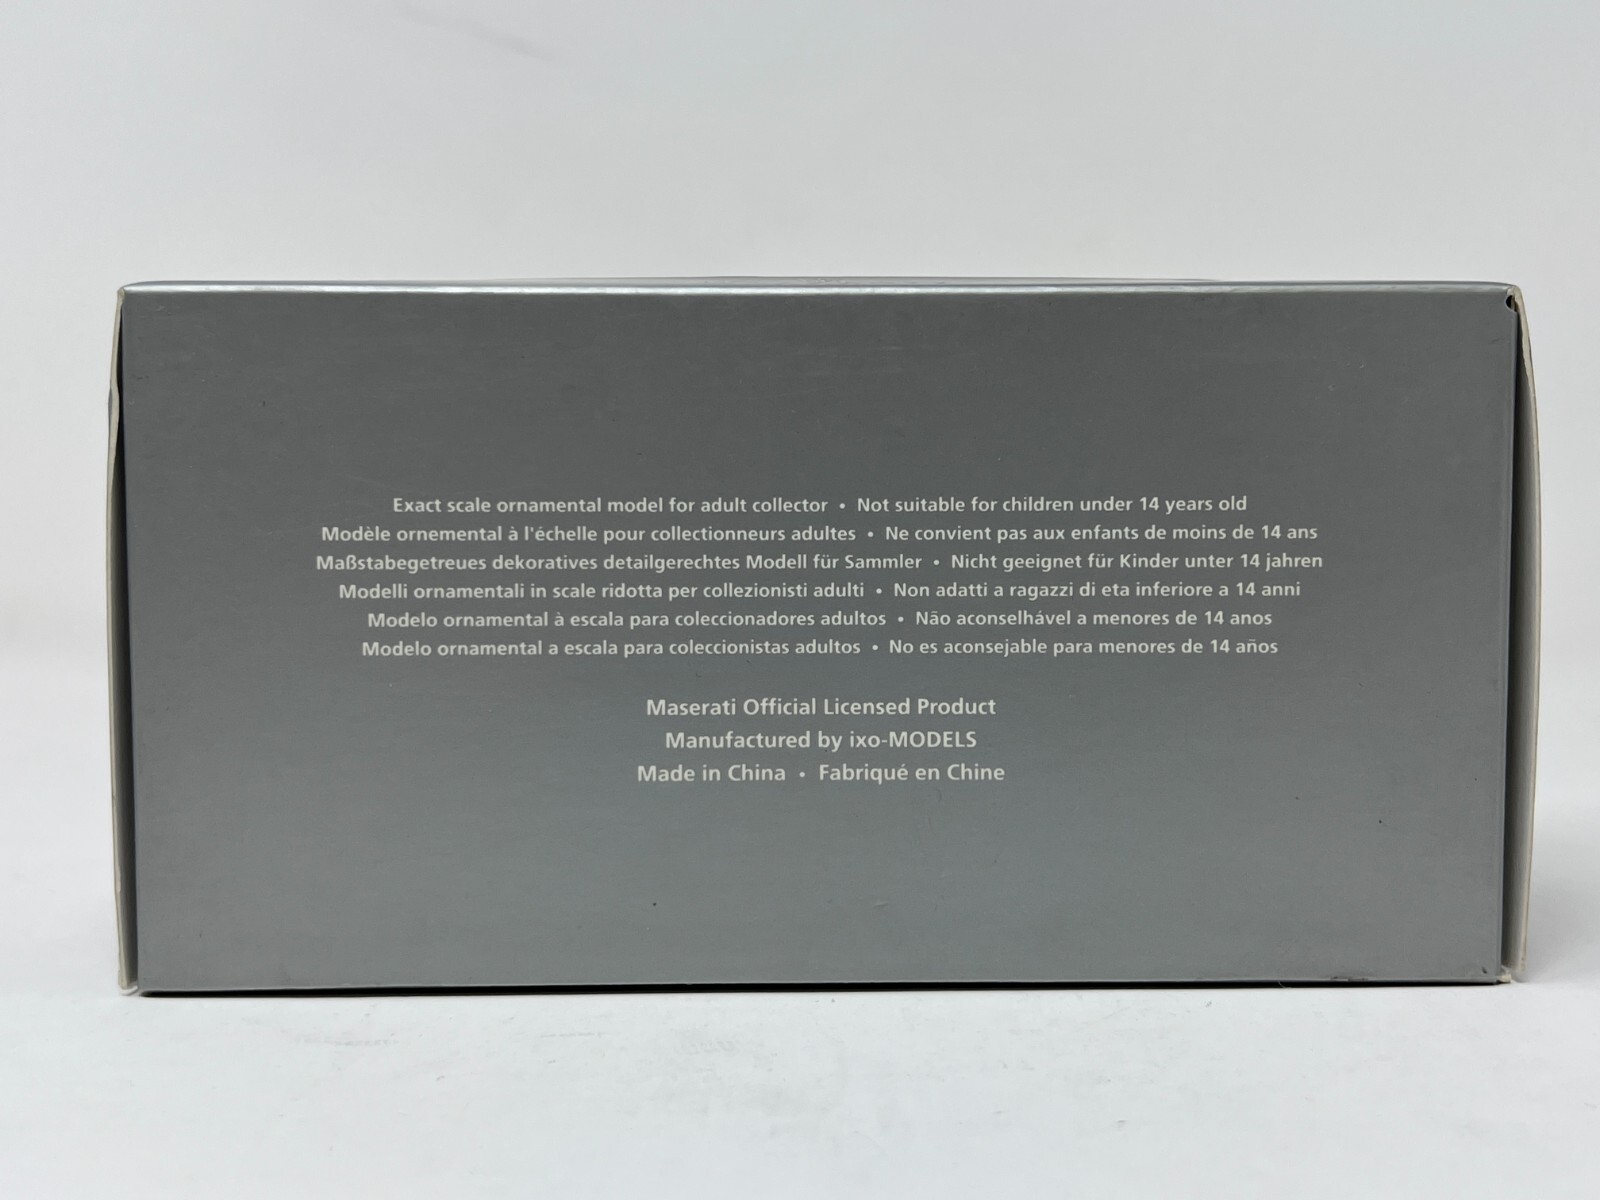 Exact scale ornamental model for adult collector • Not suitable for children under 14 years old
Modèle ornemental à l'échelle pour collectionneurs adultes • Ne convient pas aux enfants de moins de 14 ans
Maßstabegetreues dekoratives detailgerechtes Modell für Sammler • Nicht geeignet für Kinder unter 14 jahren
Modelli ornamentali in scale ridotta per collezionisti adulti • Non adatti a ragazzi di eta inferiore a 14 anni
Modelo ornamental à escala para coleccionadores adultos • Não aconselhável a menores de 14 anos
Modelo ornamental a escala para coleccionistas adultos • No es aconsejable para menores de 14 años
Maserati Official Licensed Product
Manufactured by ixo-MODELS
Made in China • Fabriqué en Chine